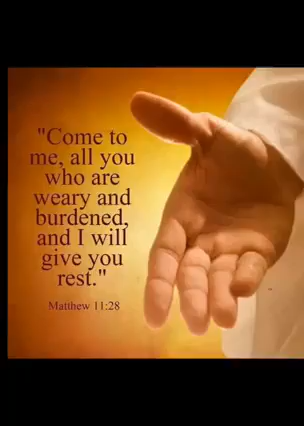 "Come to
me, all you
who are
weary and
burdened,
and I will
give you
rest."
Matthew 11:28